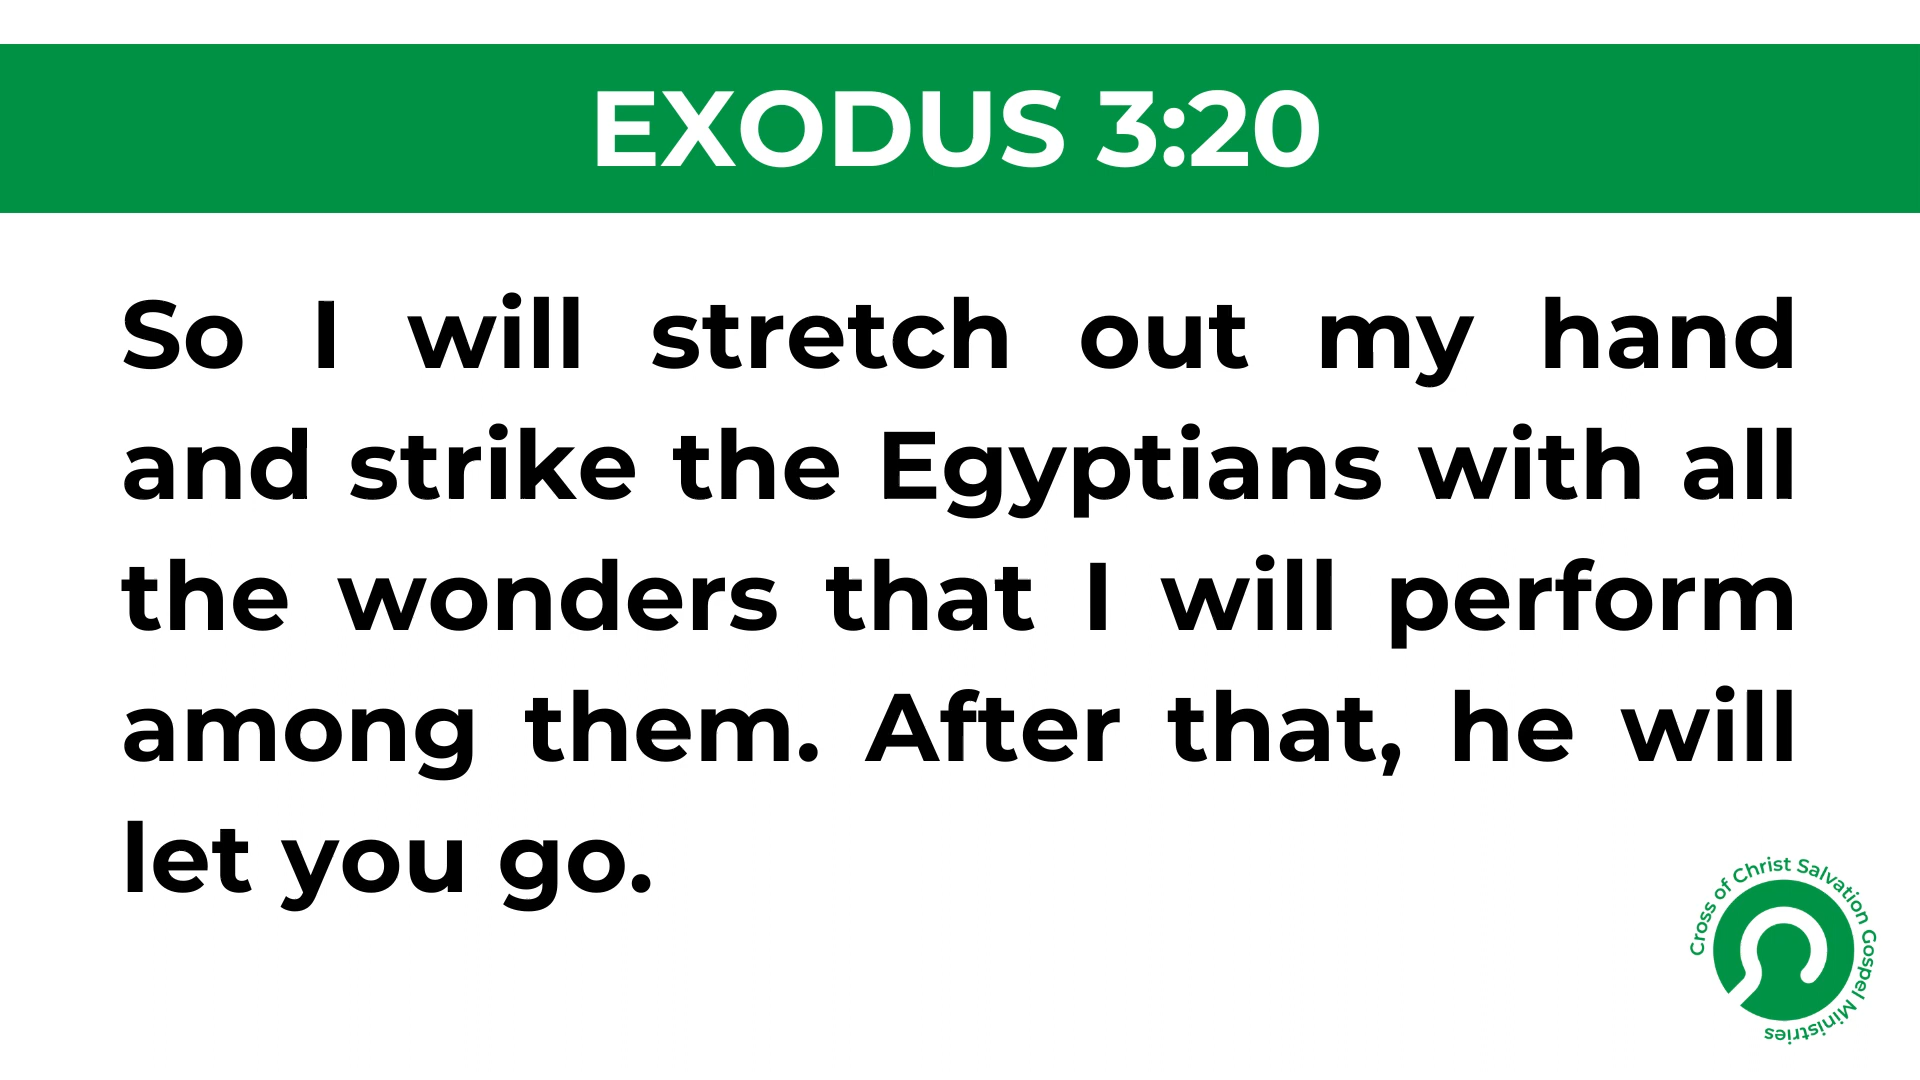 EXODUS 3:20
So I will stretch out my hand
and strike the Egyptians with all
the wonders that I will perform
among them. After that, he will
let you go.
Cross of Christ Salvation Gospel Ministries